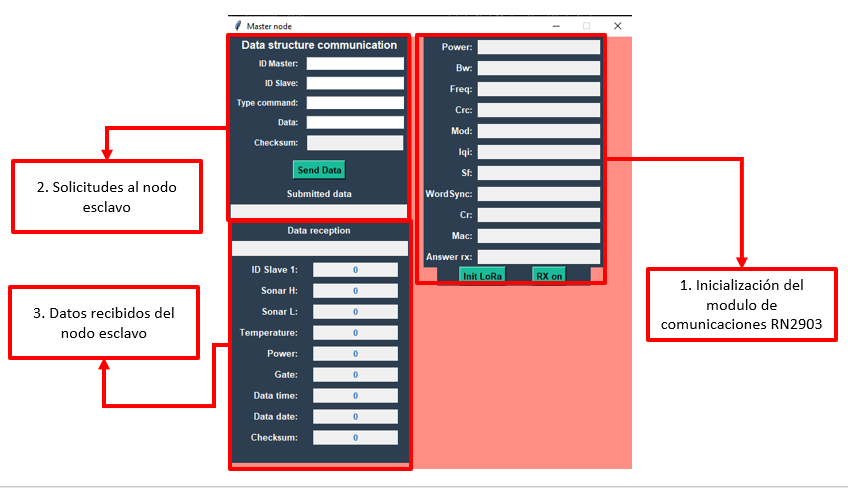 Master node
Data structure communication
ID Master:
ID Slave:
Type command:
Data:
Checksum:
Send Data
Submitted data
Data reception
ID Slave 1: 0
Sonar H: 0
Sonar L: 0
Temperature: 0
Power: 0
Gate: 0
Data time: 0
Data date: 0
Checksum: 0
Power:
Bw:
Freq:
Crc:
Mod:
Iqi:
Sf:
WordSync:
Cr:
Mac:
Answer rx:
Init LoRa
RX on
2. Solicitudes al nodo
esclavo
3. Datos recibidos del
nodo esclavo
1. Inicialización del
modulo de
comunicaciones RN2903